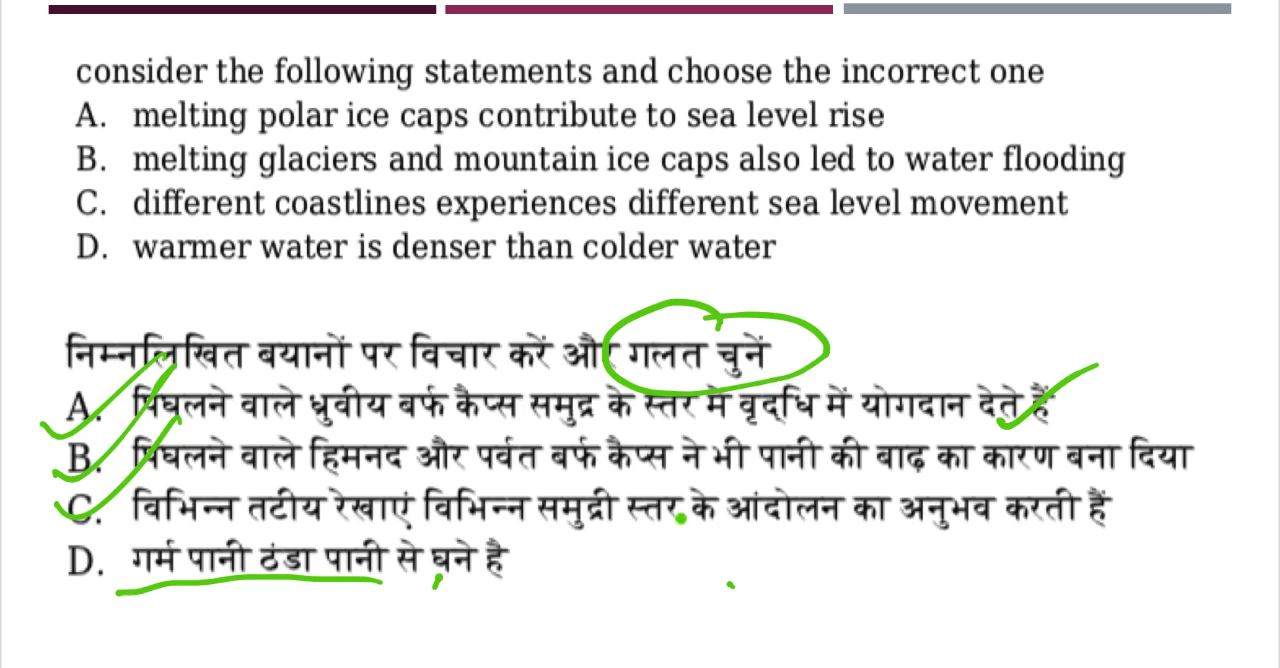 consider the following statements and choose the incorrect one
A. melting polar ice caps contribute to sea level rise
B. melting glaciers and mountain ice caps also led to water flooding
C. different coastlines experiences different sea level movement
D. warmer water is denser than colder water
निम्नलिखित बयानों पर विचार करें और गलत चुनें
A. पिघलने वाले ध्रुवीय बर्फ कैप्स समुद्र के स्तर में वृद्धि में योगदान देते हैं
B. पिघलने वाले हिमनद और पर्वत बर्फ कैप्स ने भी पानी की बाढ़ का कारण बना दिया
C. विभिन्न तटीय रेखाएं विभिन्न समुद्री स्तर के आंदोलन का अनुभव करती हैं
D. गर्म पानी ठंडा पानी से घने है